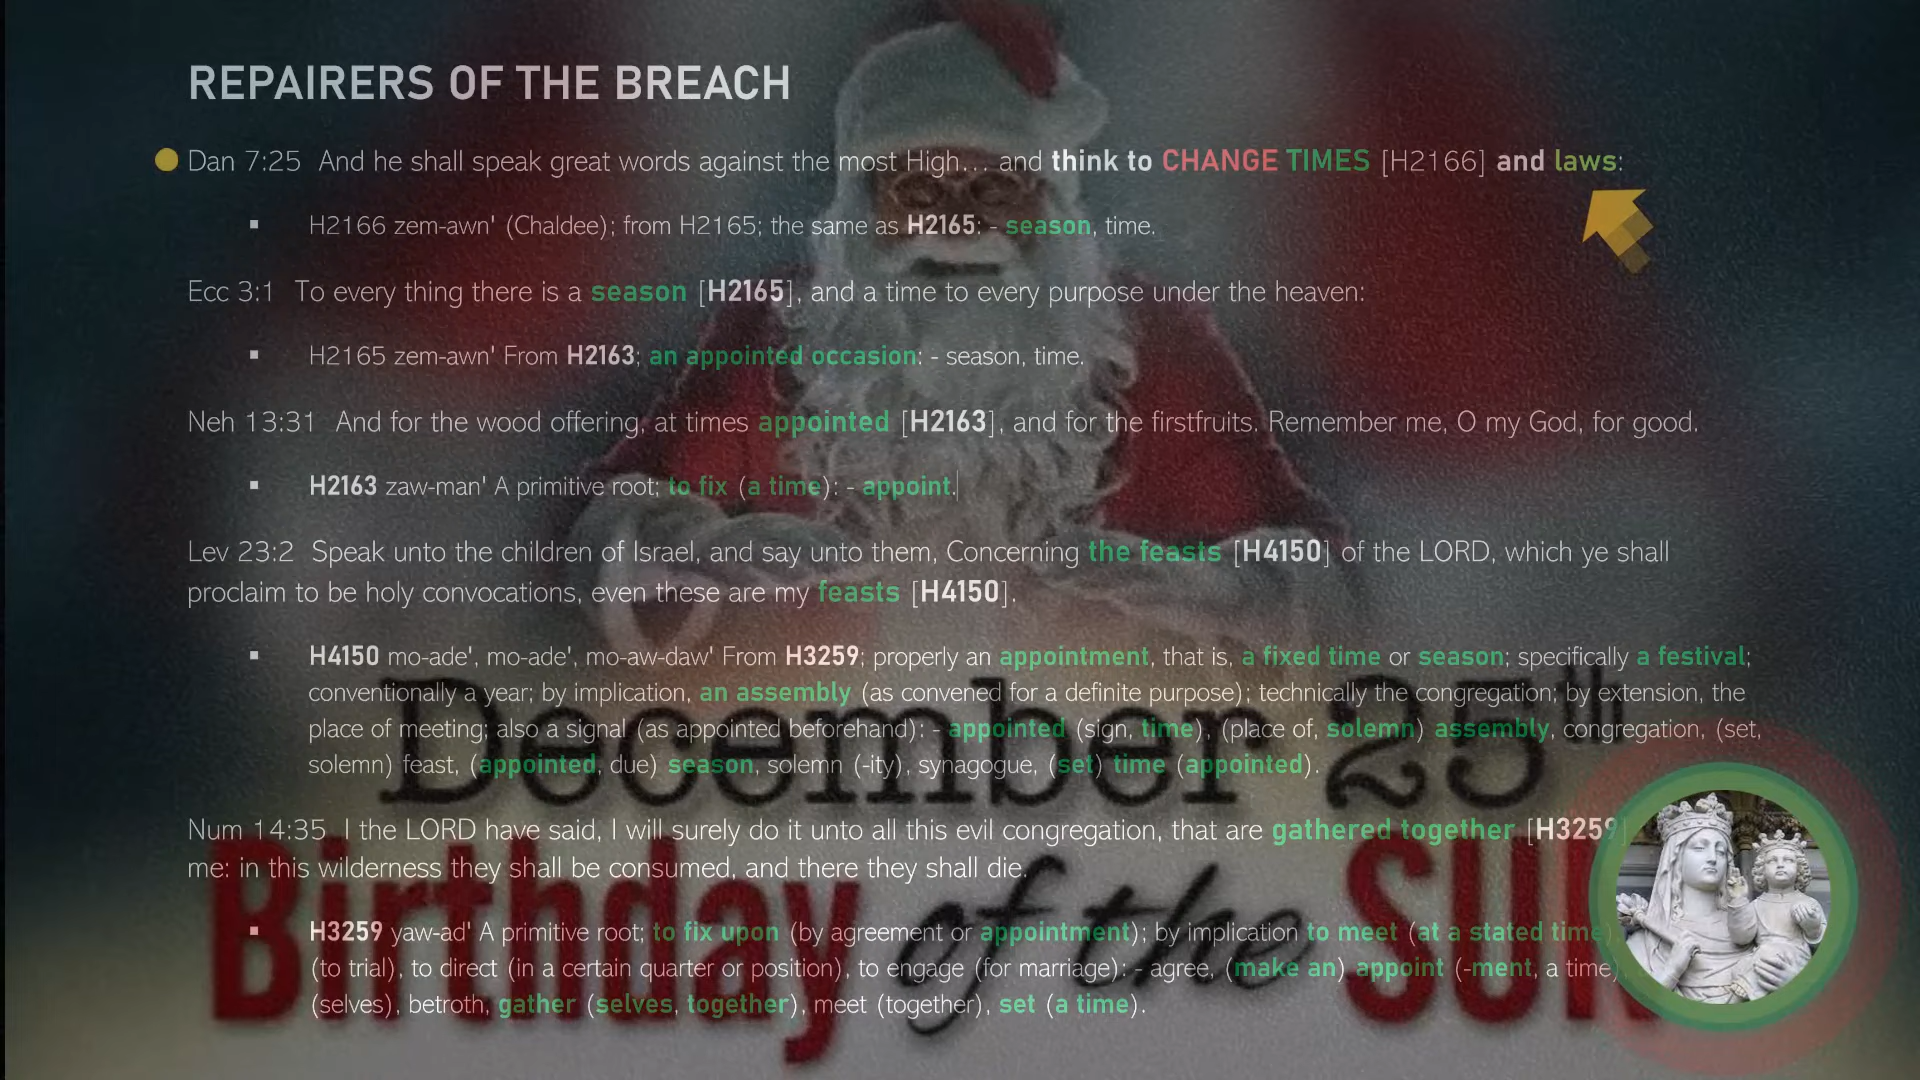 REPAIRERS OF THE BREACH
Dan 7:25 And he shall speak great words against the most High… and think to CHANGE TIMES [H2166] and laws:
▪ H2166 zem-awn' (Chaldee); from H2165; the same as H2165: - season, time.
Ecc 3:1 To every thing there is a season [H2165], and a time to every purpose under the heaven:
▪ H2165 zem-awn' From H2163; an appointed occasion: - season, time.
Neh 13:31 And for the wood offering, at times appointed [H2163], and for the firstfruits. Remember me, O my God, for good.
▪ H2163 zaw-man' A primitive root; to fix (a time): - appoint.
Lev 23:2 Speak unto the children of Israel, and say unto them, Concerning the feasts [H4150] of the LORD, which ye shall
proclaim to be holy convocations, even these are my feasts [H4150].
▪ H4150 mo-ade', mo-ade', mo-aw-daw' From H3259; properly an appointment, that is, a fixed time or season; specifically a festival;
conventionally a year; by implication, an assembly (as convened for a definite purpose); technically the congregation; by extension, the
place of meeting; also a signal (as appointed beforehand): - appointed (sign, time), (place of, solemn) assembly, congregation, (set,
solemn) feast, (appointed, due) season, solemn (-ity), synagogue, (set) time (appointed).
Num 14:35 I the LORD have said, I will surely do it unto all this evil congregation, that are gathered together [H3259]
me: in this wilderness they shall be consumed, and there they shall die.
▪ H3259 yaw-ad' A primitive root; to fix upon (by agreement or appointment); by implication to meet (at a stated time),
(to trial), to direct (in a certain quarter or position), to engage (for marriage): - agree, (make an) appoint (-ment, a time),
(selves), betroth, gather (selves, together), meet (together), set (a time).
December 25th
Birthday of the SUN